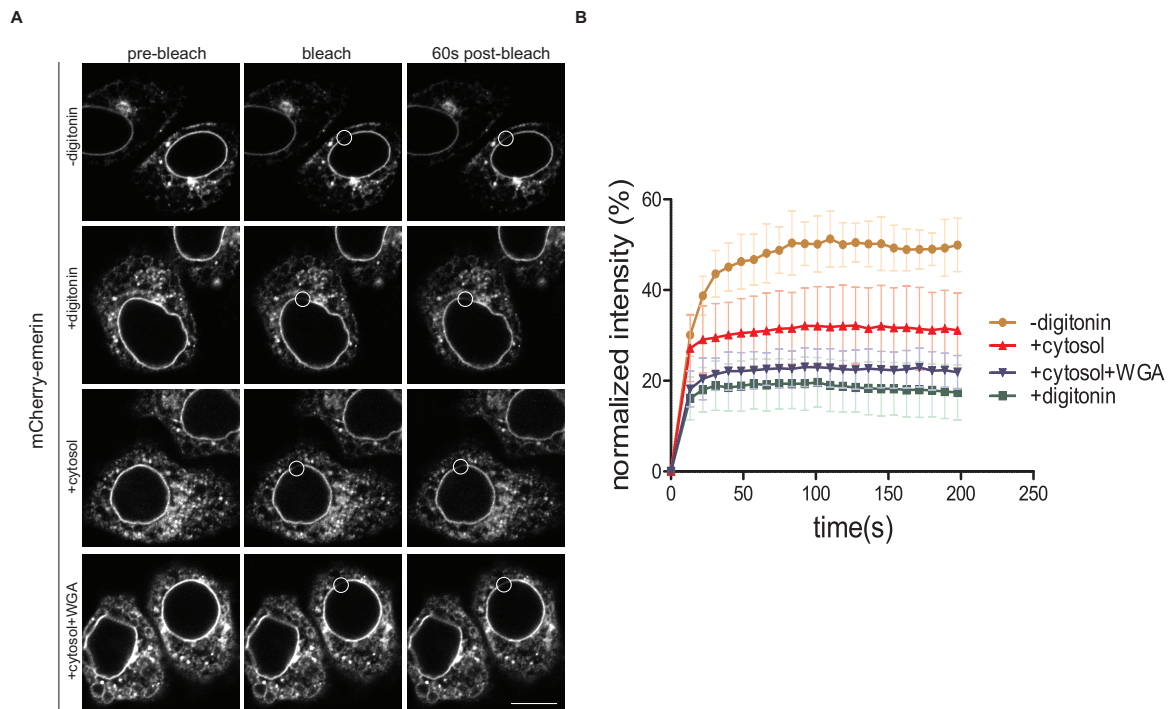 A
B
pre-bleach
bleach
60s post-bleach
mCherry-emerin
-digitonin
+digitonin
+cytosol
+cytosol+WGA
normalized intensity (%)
60
40
20
0
0
50
100
150
200
250
time(s)
-digitonin
+cytosol
+cytosol+WGA
+digitonin